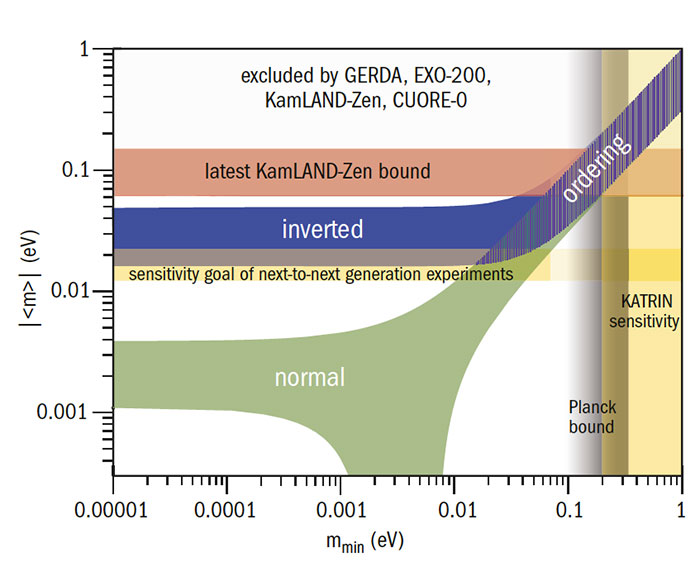 excluded by GERDA, EXO-200,
KamLAND-Zen, CUORE-0
latest KamLAND-Zen bound
ordering
inverted
sensitivity goal of next-to-next generation experiments
KATRIN
sensitivity
normal
Planck
bound
|<m>| (eV)
1
0.1
0.01
0.001
0.00001
0.0001
0.001
0.01
0.1
1
mmin (eV)